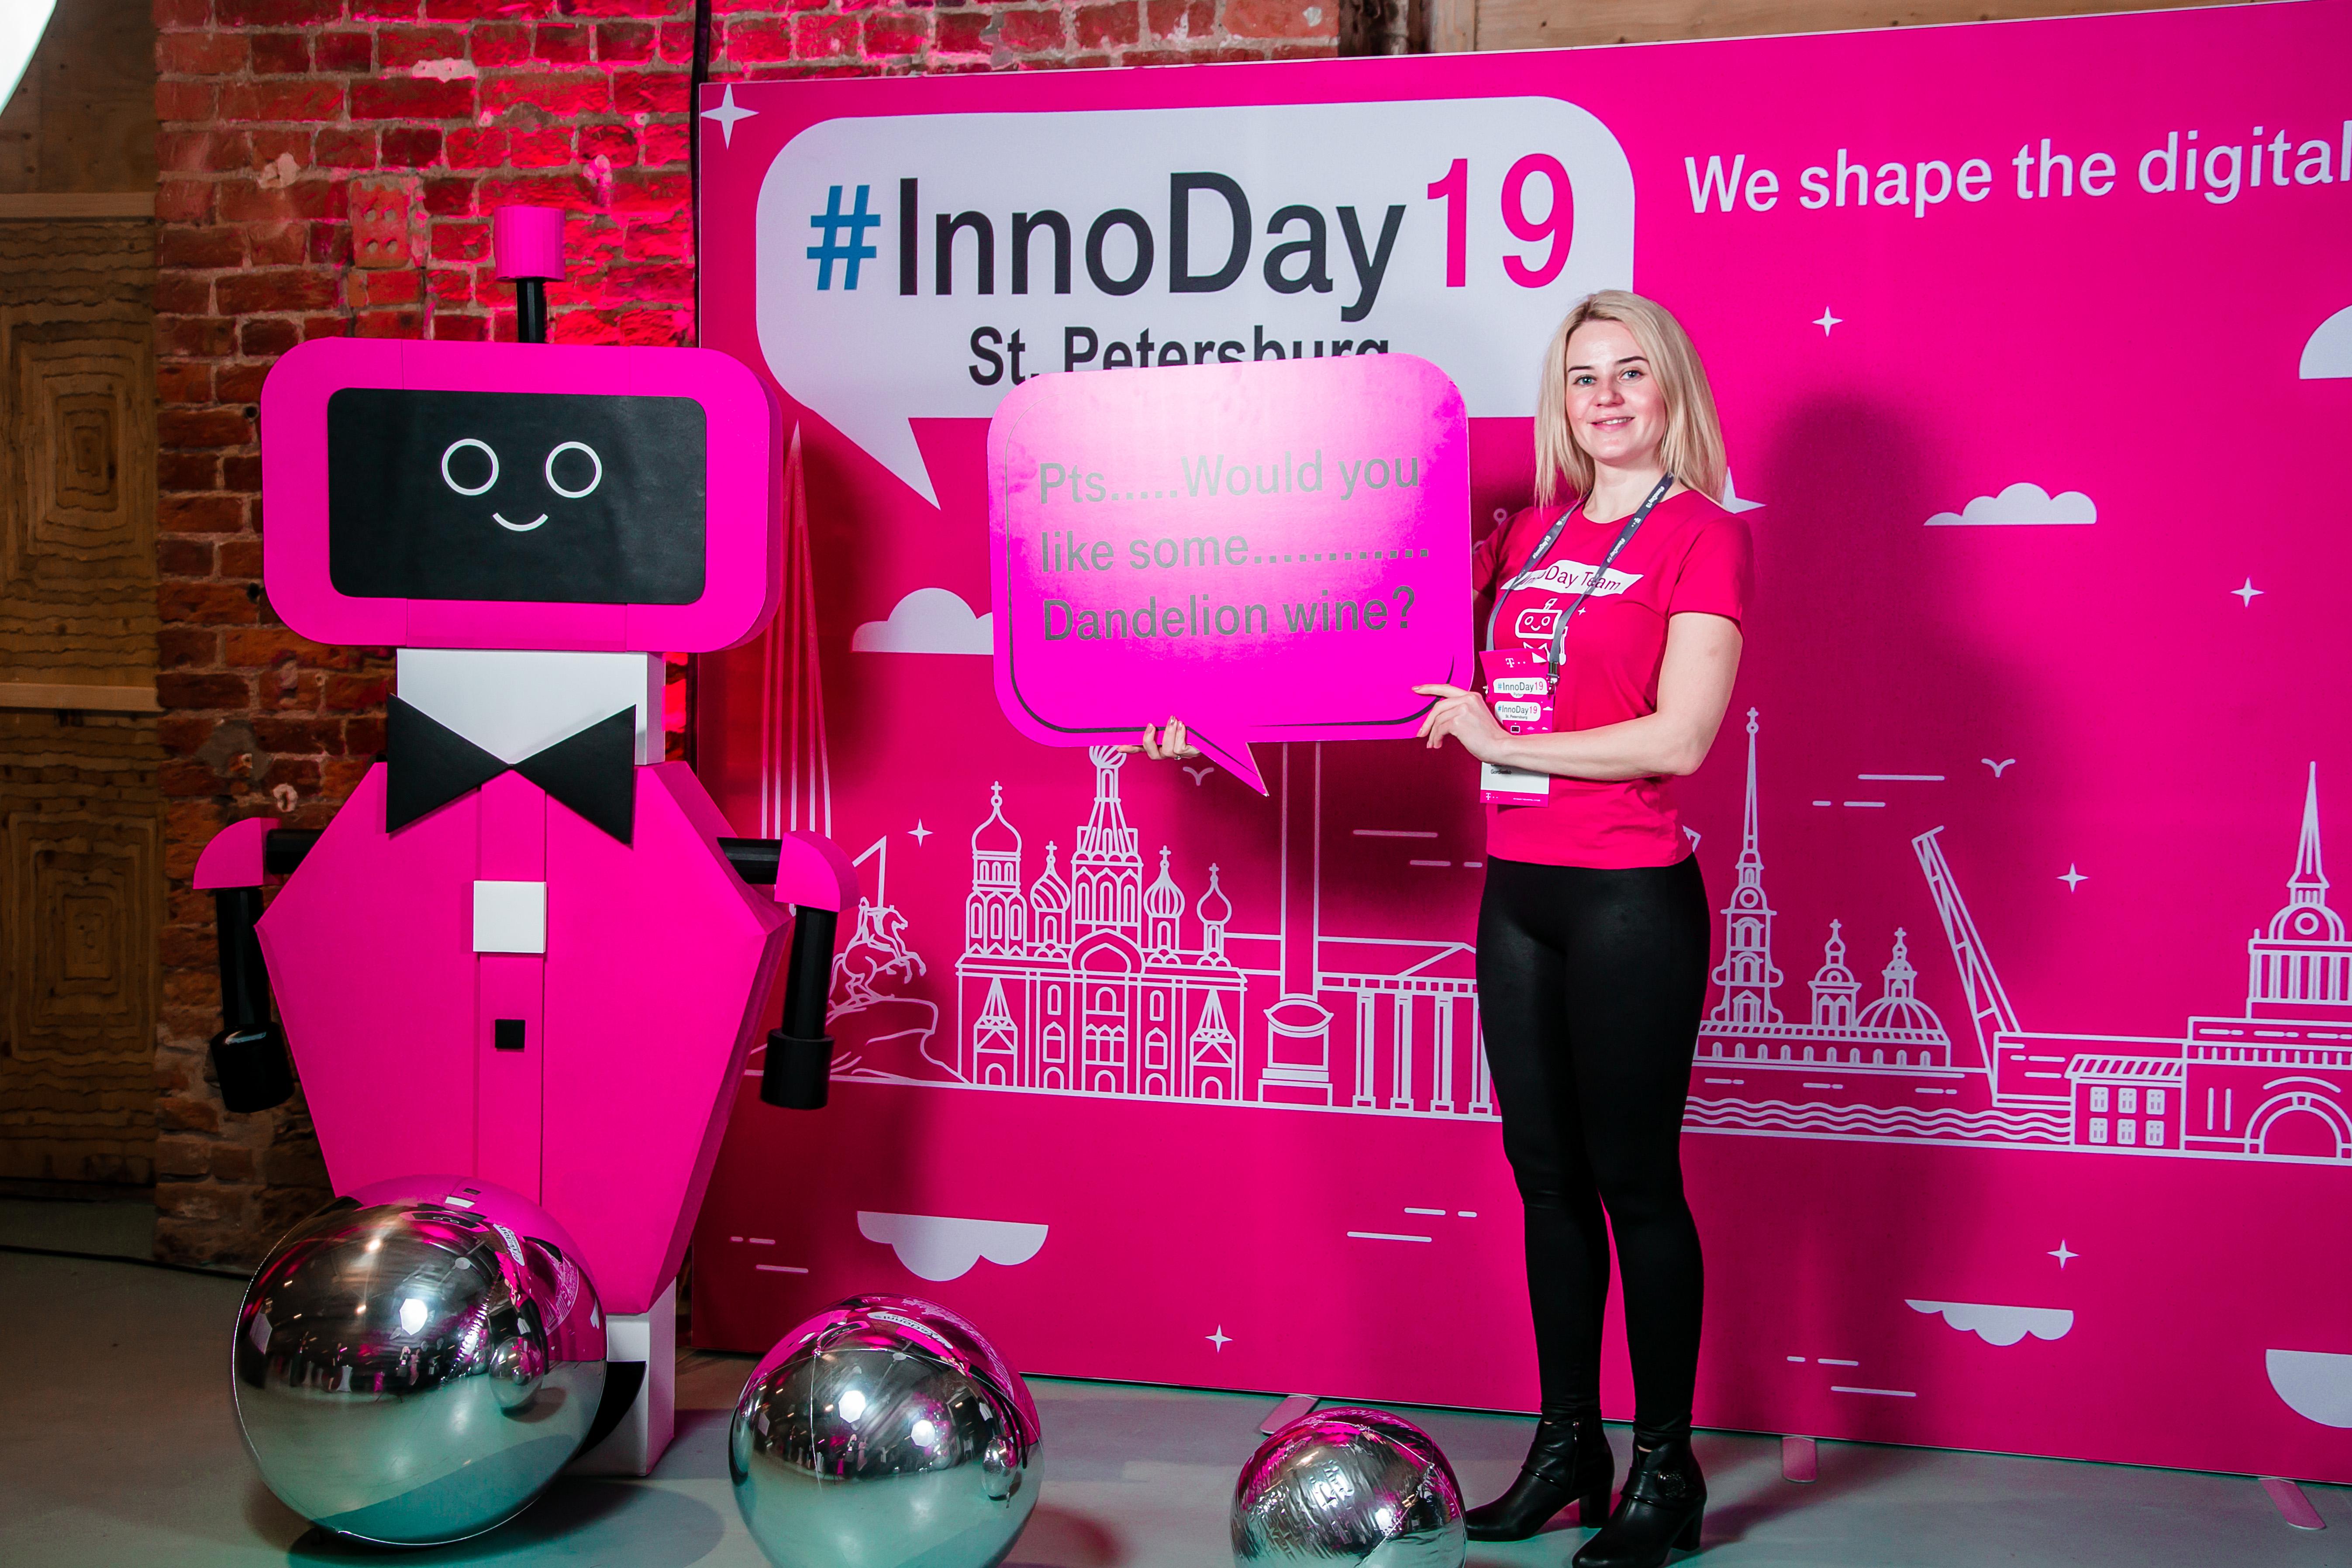 #InnoDay19
St. Petersburg
We shape the digital
Pts.....Would you
like some............
Dandelion wine?
InnoDay Team
T
#InnoDay19
#InnoDay19
St. Petersburg
T